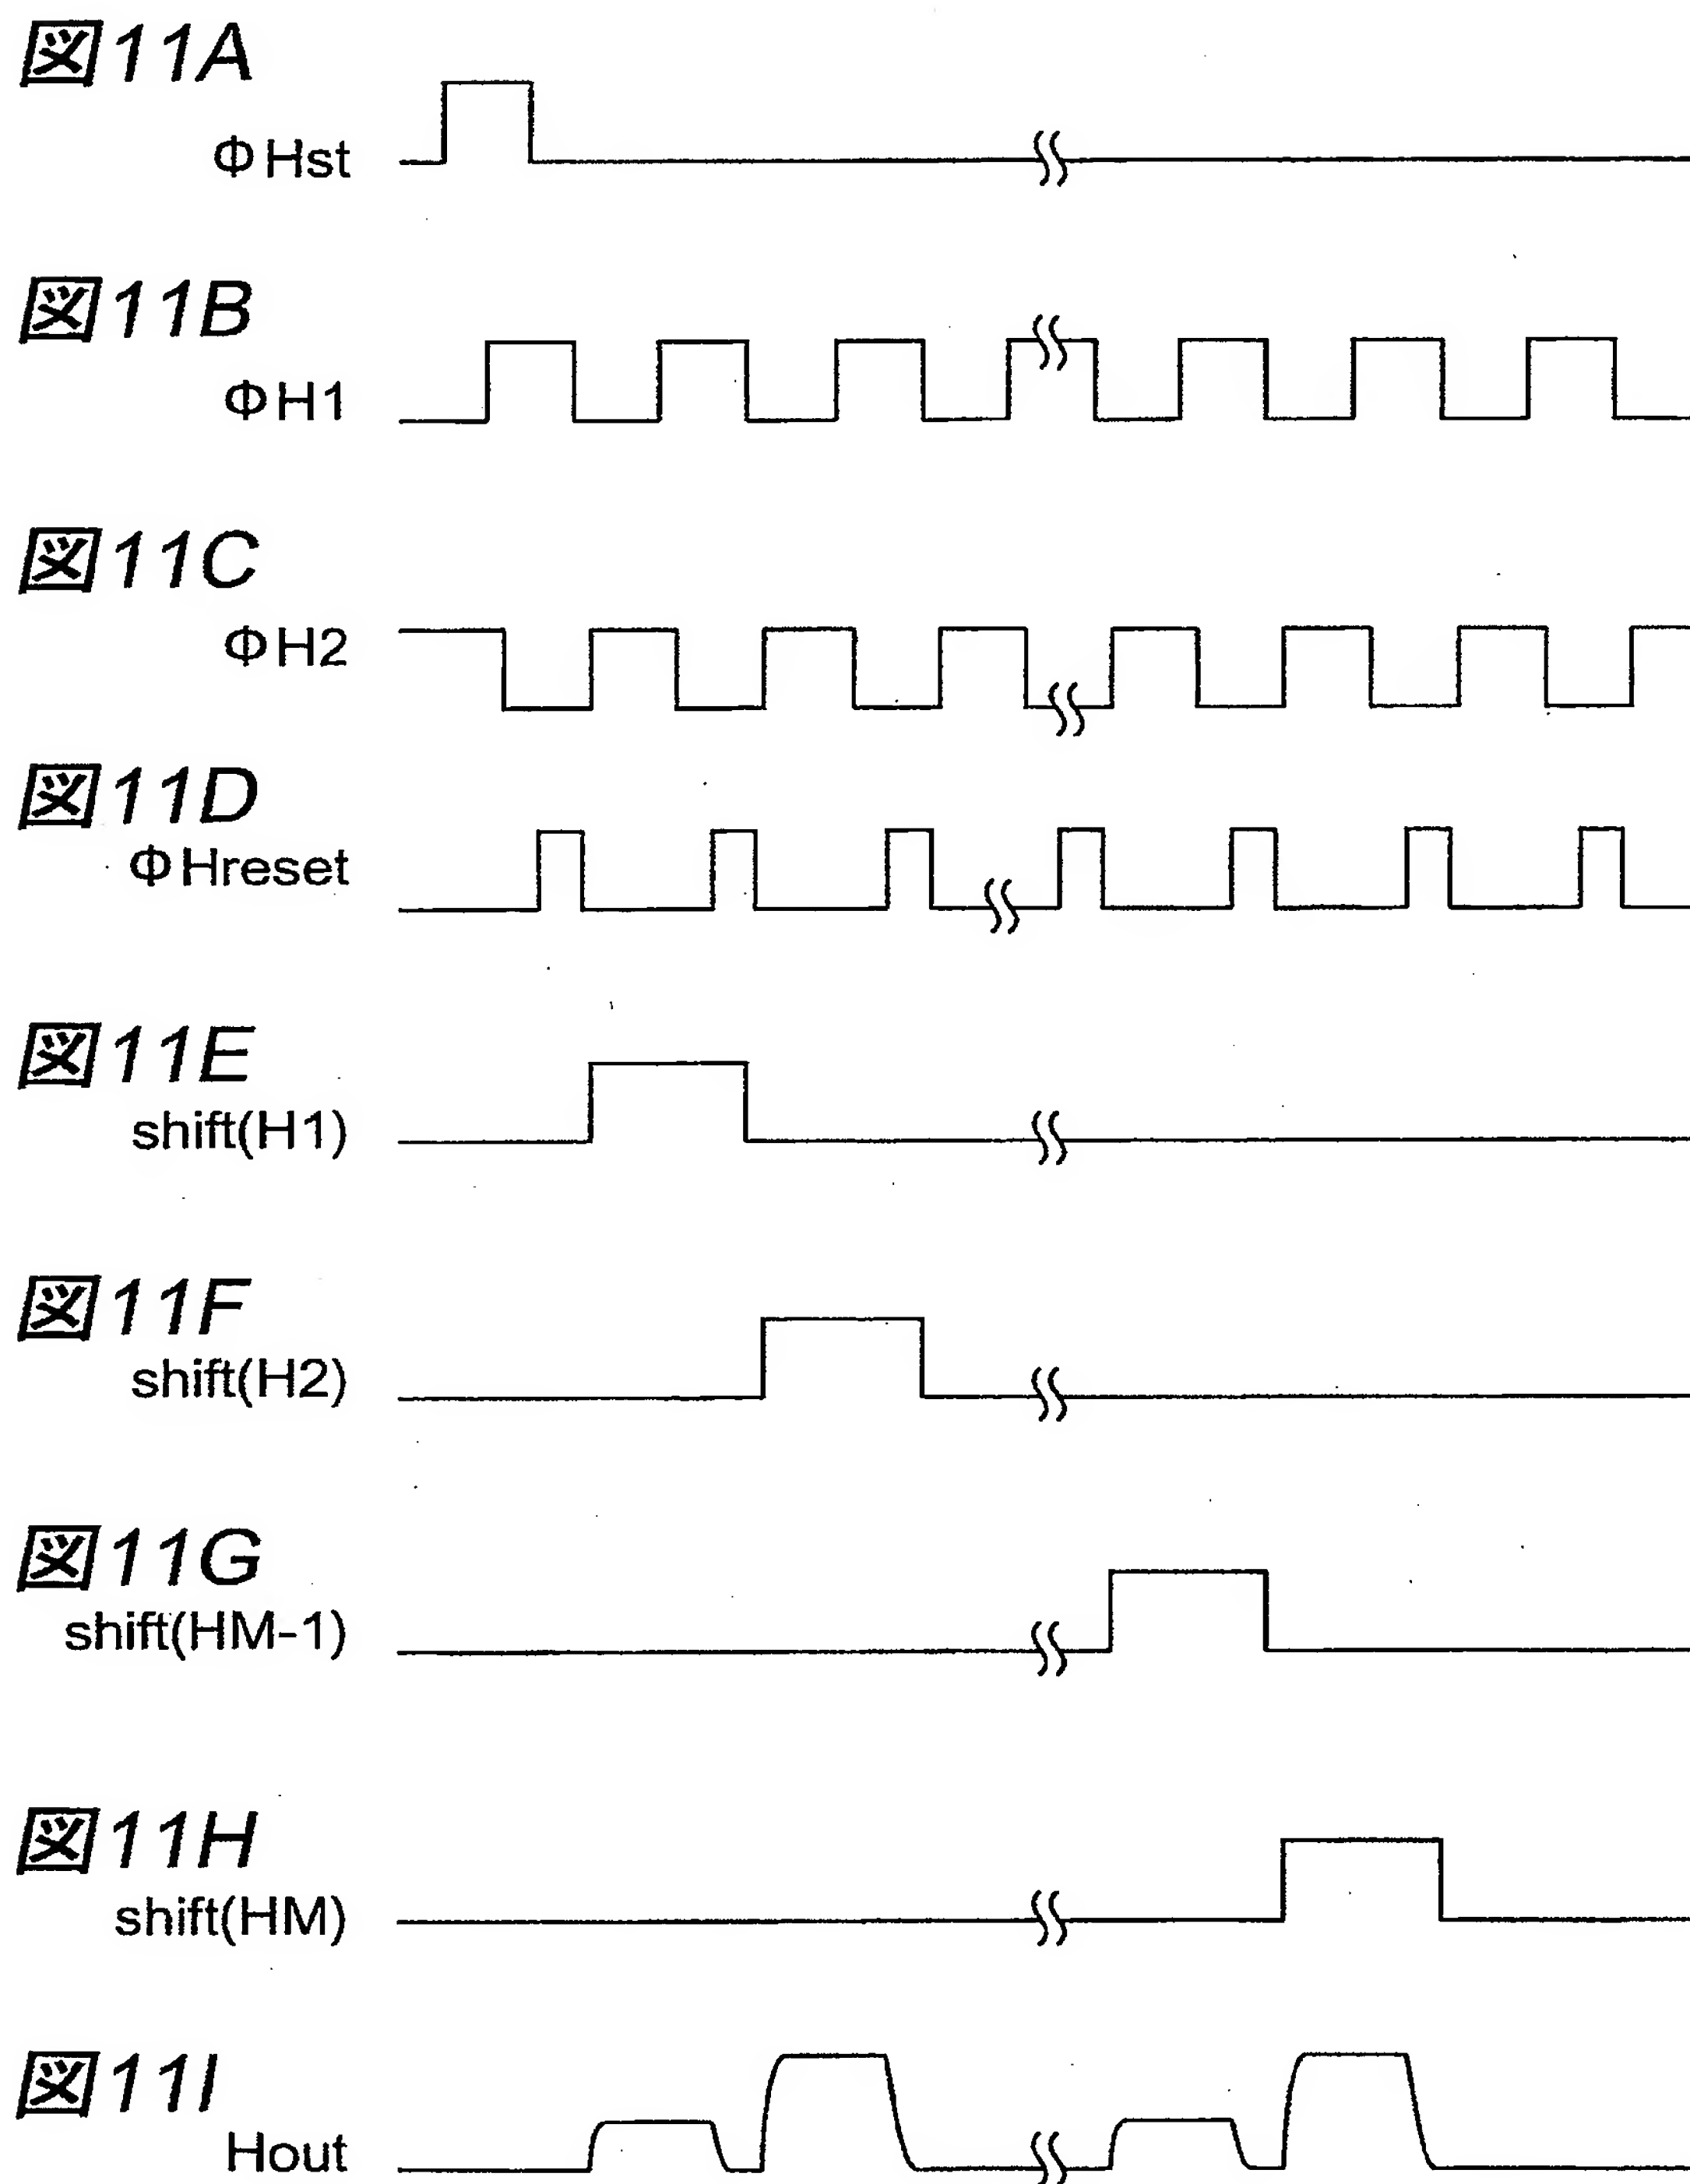 図11A
ΦHst
図11B
ΦH1
図11C
ΦH2
図11D
ΦHreset
図11E
shift(H1)
図11F
shift(H2)
図11G
shift(HM-1)
図11H
shift(HM)
図11I
Hout